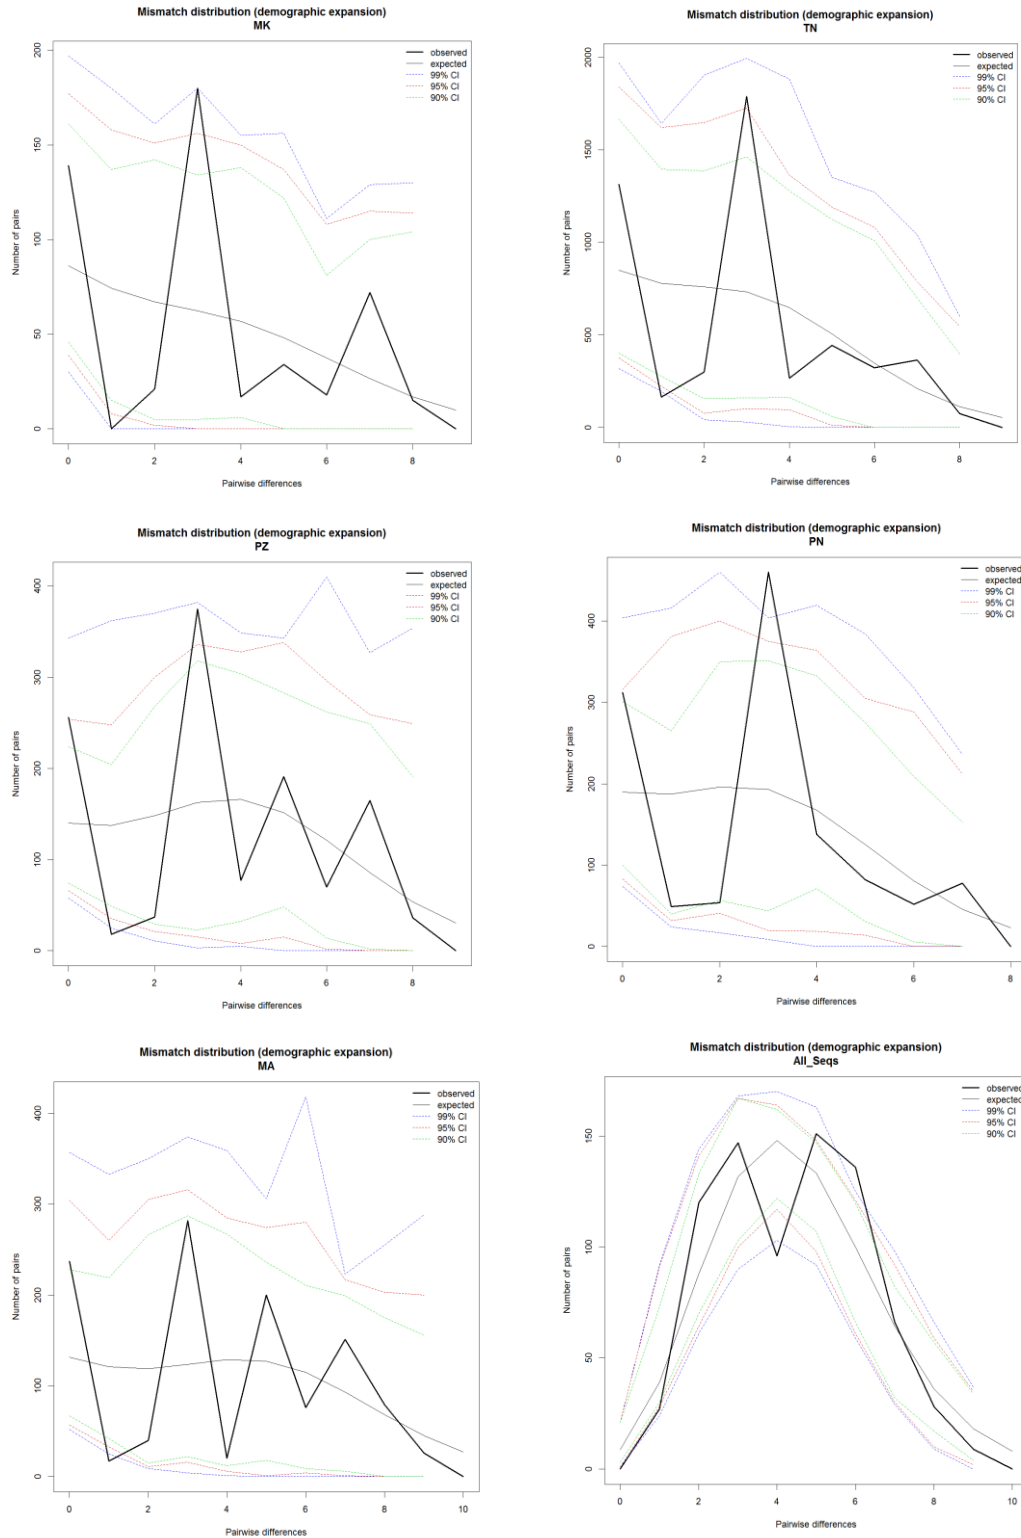 Mismatch distribution (demographic expansion)
MK
observed
expected
99% CI
95% CI
90% CI
Number of pairs
200
150
100
50
0
0 2 4 6 8
Pairwise differences
Mismatch distribution (demographic expansion)
TN
observed
expected
99% CI
95% CI
90% CI
Number of pairs
2000
1500
1000
500
0
0 2 4 6 8
Pairwise differences
Mismatch distribution (demographic expansion)
PZ
observed
expected
99% CI
95% CI
90% CI
Number of pairs
400
300
200
100
0
0 2 4 6 8
Pairwise differences
Mismatch distribution (demographic expansion)
PN
observed
expected
99% CI
95% CI
90% CI
Number of pairs
400
300
200
100
0
0 2 4 6 8
Pairwise differences
Mismatch distribution (demographic expansion)
MA
observed
expected
99% CI
95% CI
90% CI
Number of pairs
400
300
200
100
0
0 2 4 6 8 10
Pairwise differences
Mismatch distribution (demographic expansion)
All_Seqs
observed
expected
99% CI
95% CI
90% CI
Number of pairs
150
100
50
0
0 2 4 6 8 10
Pairwise differences